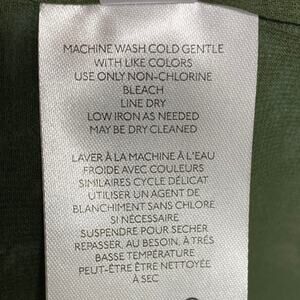 MACHINE WASH COLD GENTLE
WITH LIKE COLORS
USE ONLY NON-CHLORINE
BLEACH
LINE DRY
LOW IRON AS NEEDED
MAY BE DRY CLEANED
LAVER À LA MACHINE À L'EAU
FROIDE AVEC COULEURS
SIMILAIRES CYCLE DÉLICAT
UTILISER UN AGENT DE
BLANCHIMENT SANS CHLORE
SI NÉCESSAIRE
SUSPENDRE POUR SÉCHER
REPASSER, AU BESOIN, À TRÉS
BASSE TEMPÉRATURE
PEUT-ÊTRE ÊTRE NETTOYÉE
À SEC